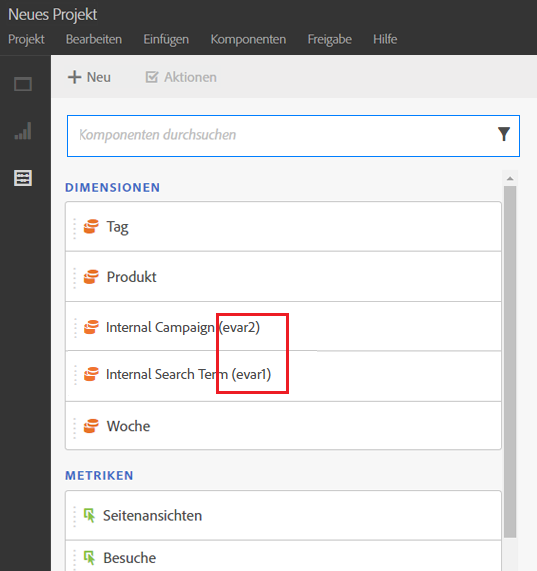 Neues Projekt
Projekt Bearbeiten Einfügen Komponenten Freigabe Hilfe
Neu Aktionen
Komponenten durchsuchen
DIMENSIONEN
Tag
Produkt
Internal Campaign (evar2)
Internal Search Term (evar1)
Woche
METRIKEN
Seitenansichten
Besuche